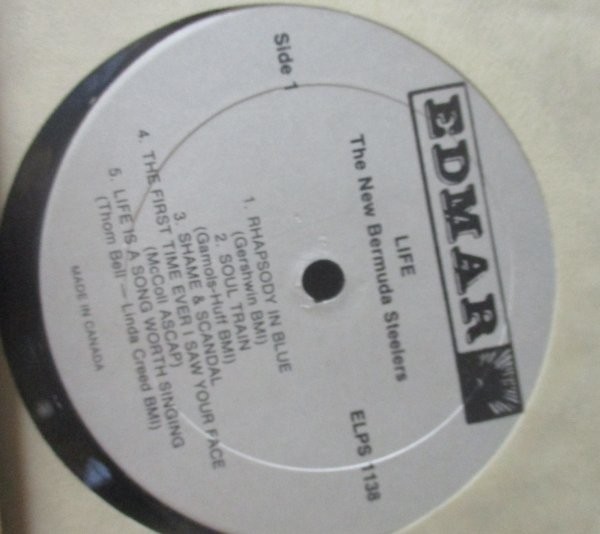 EDMAR
LIFE
The New Bermuda Steelers
Side 1
ELPS 1138
1. RHAPSODY IN BLUE
(Gershwin BMI)
2. SOUL TRAIN
(Gamols-Huff BMI)
3. SHAME & SCANDAL
4. THE FIRST TIME EVER I SAW YOUR FACE
(McColl ASCAP)
5. LIFE IS A SONG WORTH SINGING
(Thom Bell — Linda Creed BMI)
MADE IN CANADA